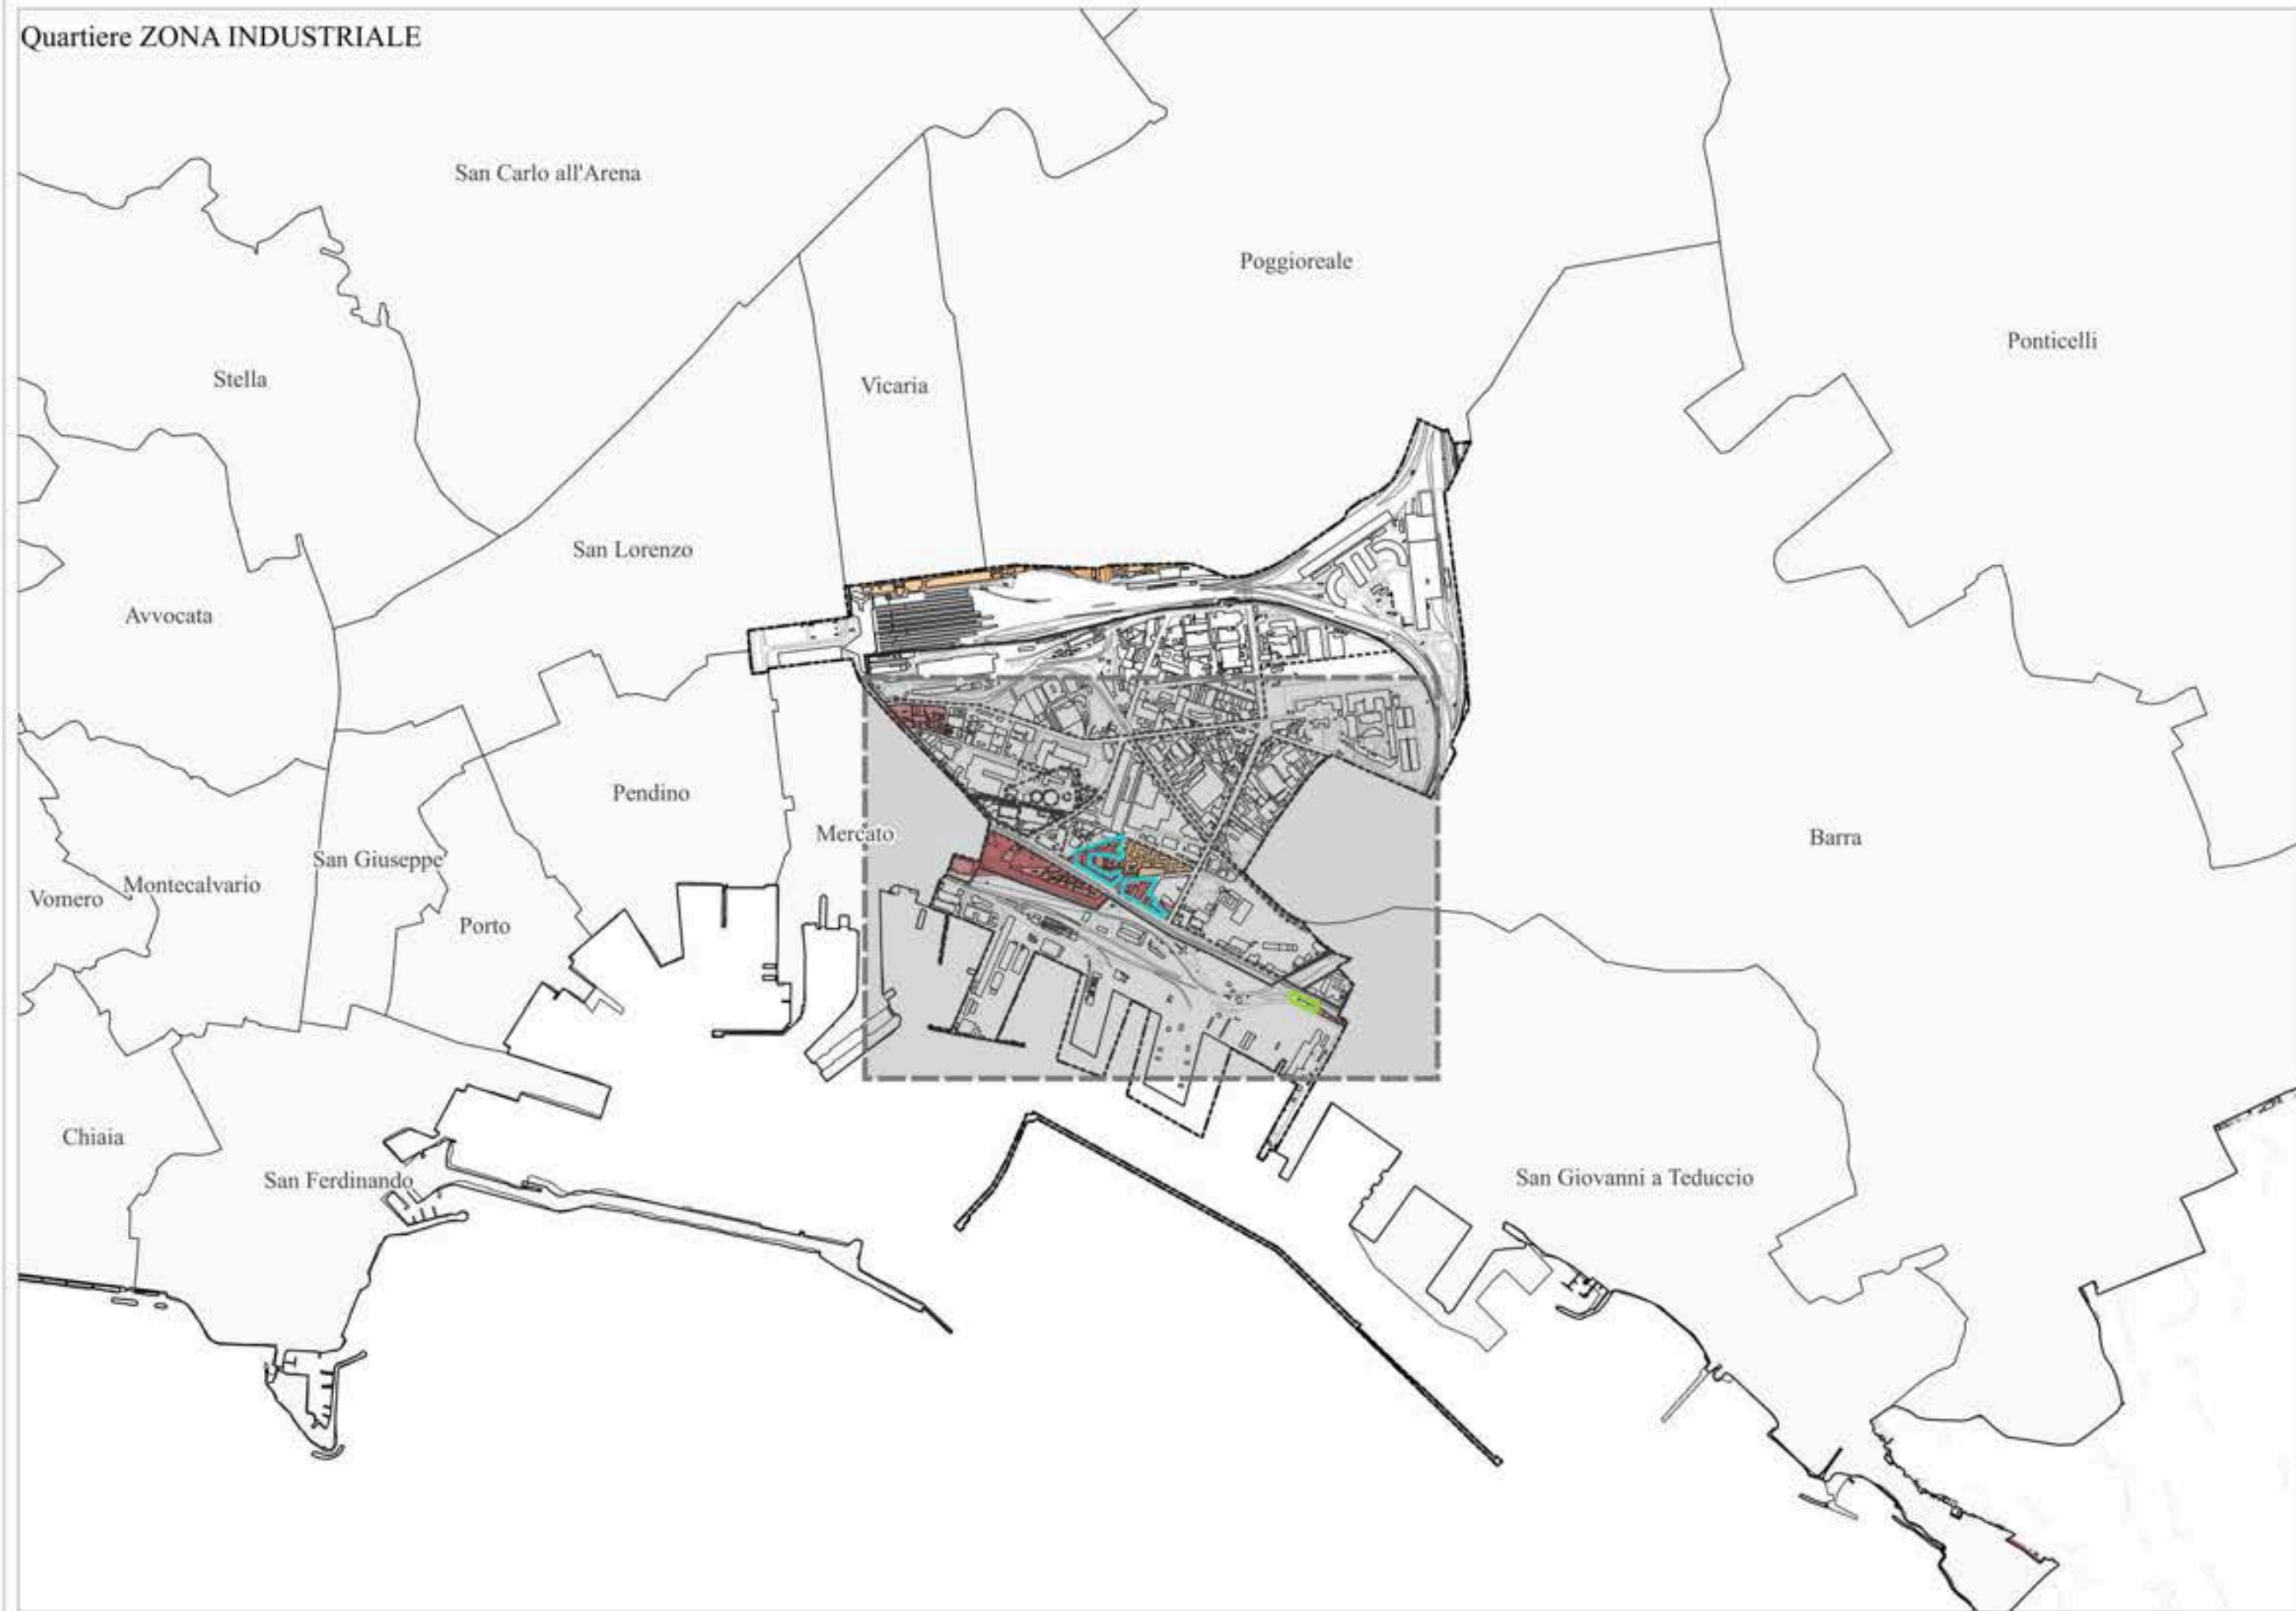 Quartiere ZONA INDUSTRIALE
San Carlo all'Arena
Poggioreale
Ponticelli
Stella
Vicaria
San Lorenzo
Avvocata
Pendino
Mercato
Barra
San Giuseppe
Montecalvario
Vomero
Porto
Chiaia
San Ferdinando
San Giovanni a Teduccio